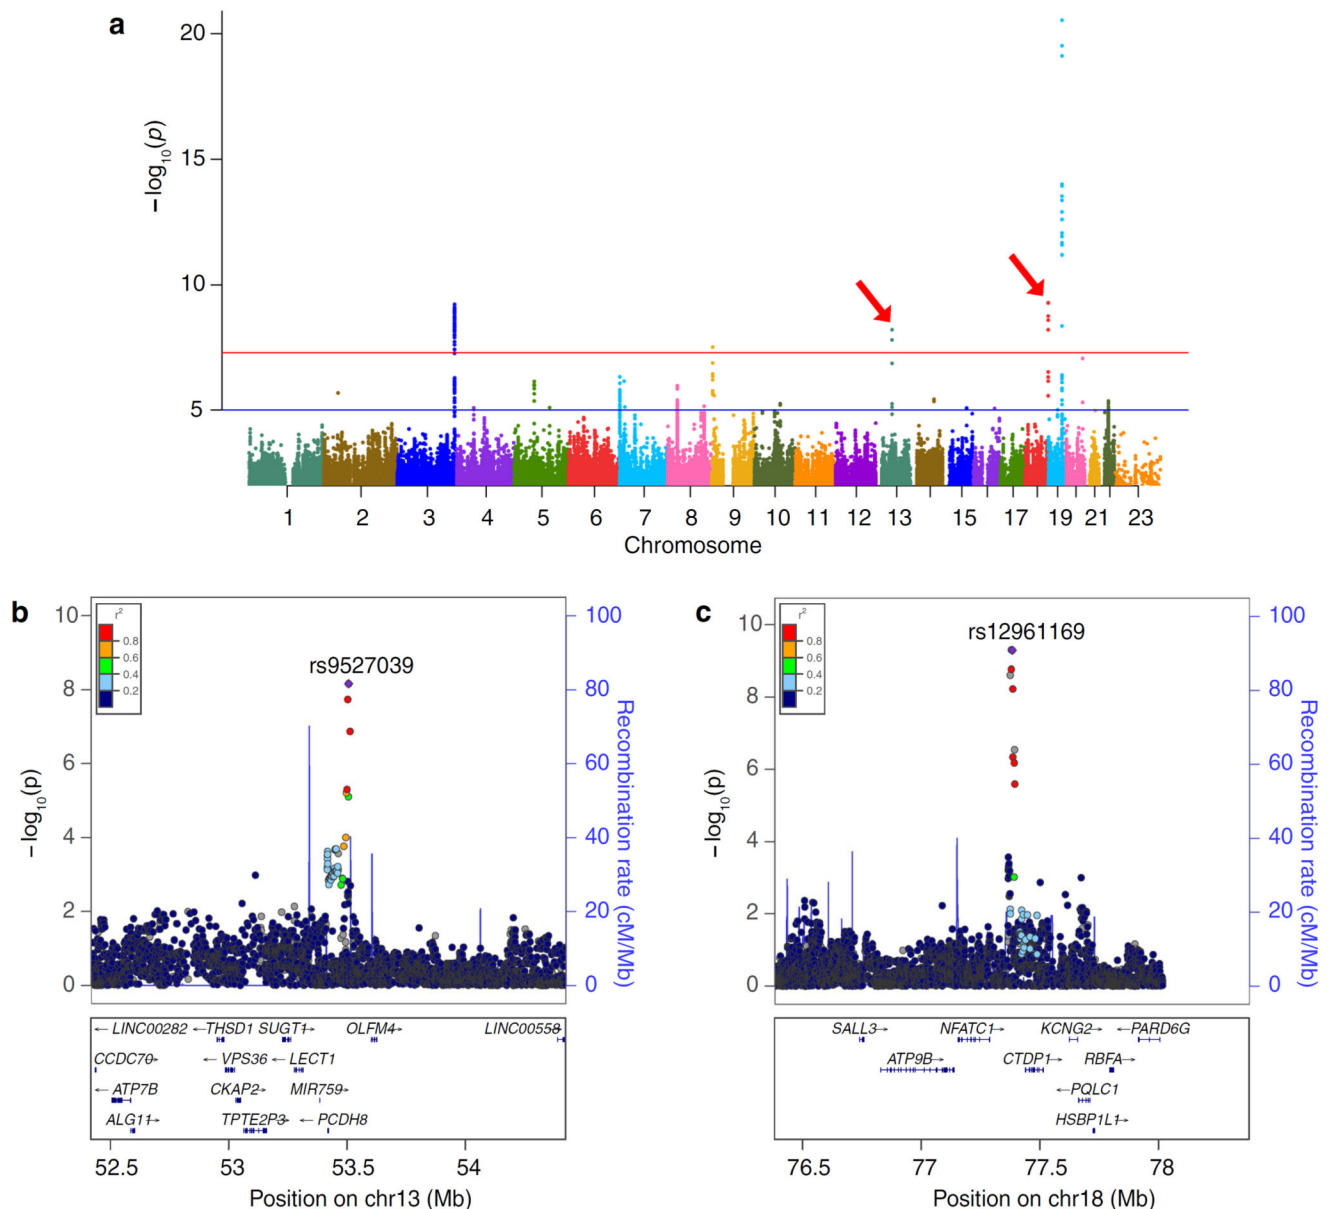 a
20
15
10
5
−log10(p)
1 2 3 4 5 6 7 8 9 10 11 12 13 15 17 19 21 23
Chromosome
b
r2
0.8
0.6
0.4
0.2
rs9527039
10
8
6
4
2
0
−log10(p)
100
80
60
40
20
0
Recombination rate (cM/Mb)
← LINC00282 ← THSD1 SUGT1 → OLFM4 → LINC00558 ←
CCDC70 → ← VPS36 ← LECT1
← ATP7B CKAP2 → MIR759 →
ALG11 → TPTE2P3 → ← PCDH8
52.5 53 53.5 54
Position on chr13 (Mb)
c
r2
0.8
0.6
0.4
0.2
rs12961169
10
8
6
4
2
0
−log10(p)
100
80
60
40
20
0
Recombination rate (cM/Mb)
SALL3 → NFATC1 → KCNG2 → ← PARD6G
ATP9B → CTDP1 → RBFA →
← PQLC1
HSBP1L1 →
76.5 77 77.5 78
Position on chr18 (Mb)